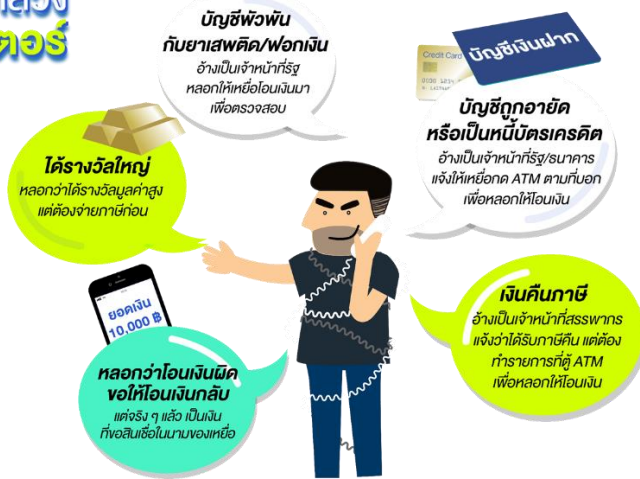 ตอร์
บัญชีพัวพัน
กับยาเสพติด/ฟอกเงิน
อ้างเป็นเจ้าหน้าที่รัฐ
หลอกให้เหยื่อโอนเงินมา
เพื่อตรวจสอบ
Credit Card
บัญชีเงินฝาก
บัญชีถูกอายัด
หรือเป็นหนี้บัตรเครดิต
อ้างเป็นเจ้าหน้าที่รัฐ/ธนาคาร
แจ้งให้เหยื่อกด ATM ตามที่บอก
เพื่อหลอกให้โอนเงิน
ได้รางวัลใหญ่
หลอกว่าได้รางวัลมูลค่าสูง
แต่ต้องจ่ายภาษีก่อน
ยอดเงิน
10,000 ฿
หลอกว่าโอนเงินผิด
ขอให้โอนเงินกลับ
แต่จริง ๆ แล้ว เป็นเงิน
ที่ขอสินเชื่อในนามของเหยื่อ
เงินคืนภาษี
อ้างเป็นเจ้าหน้าที่สรรพากร
แจ้งว่าได้รับภาษีคืน แต่ต้อง
ทำรายการที่ตู้ ATM
เพื่อหลอกให้โอนเงิน